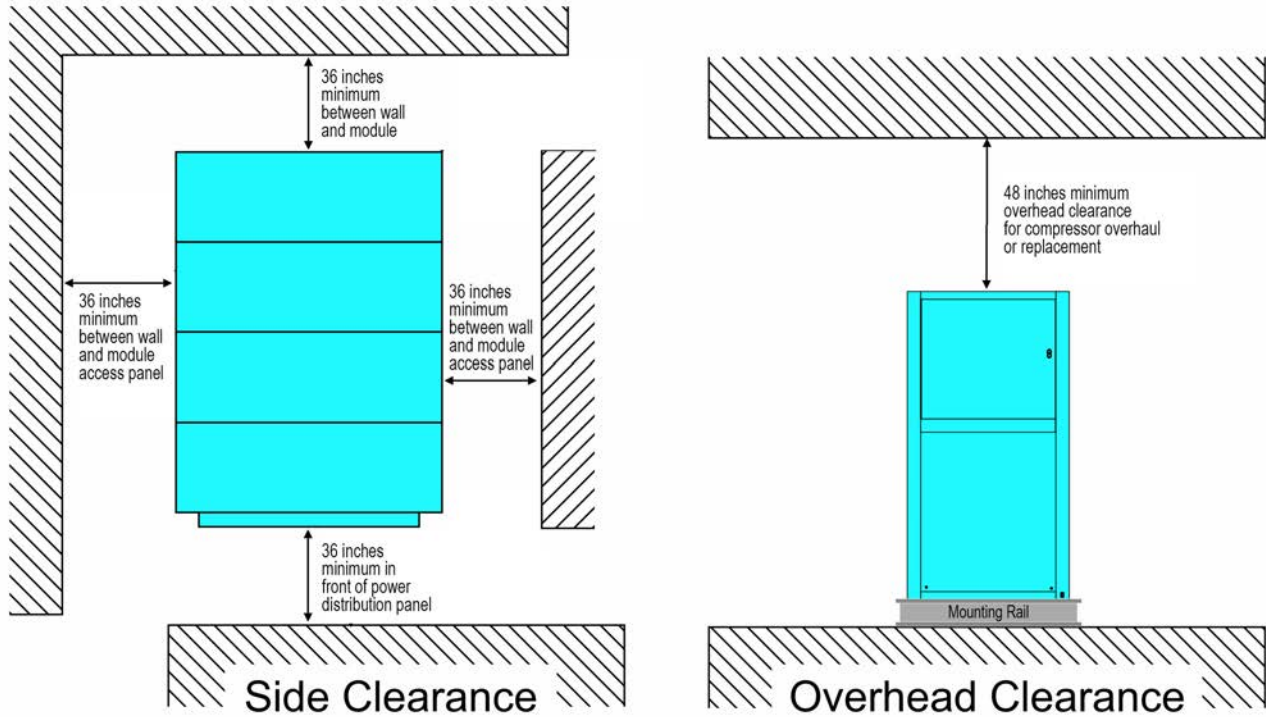 36 inches
minimum
between wall
and module
36 inches
minimum
between wall
and module
access panel
36 inches
minimum
between wall
and module
access panel
36 inches
minimum in
front of power
distribution panel
Side Clearance
48 inches minimum
overhead clearance
for compressor overhaul
or replacement
Mounting Rail
Overhead Clearance